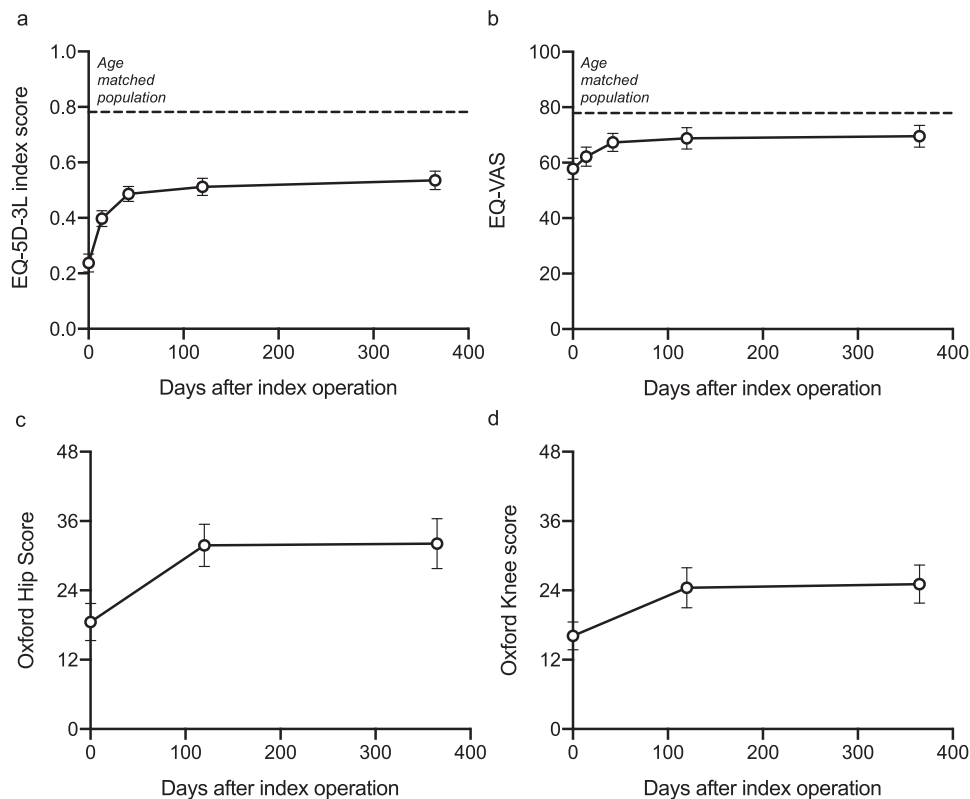 a
EQ-5D-3L index score
1.0
0.8
0.6
0.4
0.2
0.0
Age
matched
population
0 100 200 300 400
Days after index operation
b
EQ-VAS
100
80
60
40
20
0
Age
matched
population
0 100 200 300 400
Days after index operation
c
Oxford Hip Score
48
36
24
12
0
0 100 200 300 400
Days after index operation
d
Oxford Knee score
48
36
24
12
0
0 100 200 300 400
Days after index operation